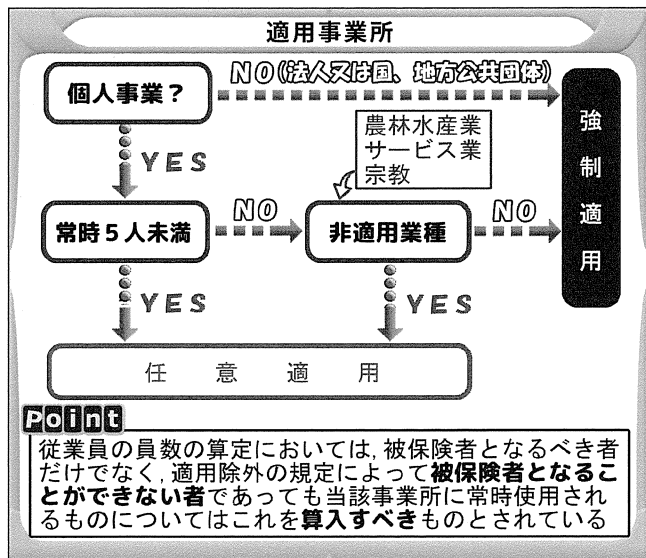 適用事業所
個人事業？
NO(法人又は国、地方公共団体)
強制適用
農林水産業
サービス業
宗教
YES
常時５人未満
NO
非適用業種
NO
YES
YES
任意適用
Point
従業員の員数の算定においては，被保険者となるべき者
だけでなく，適用除外の規定によって被保険者となるこ
とができない者であっても当該事業所に常時使用され
るものについてはこれを算入すべきものとされている